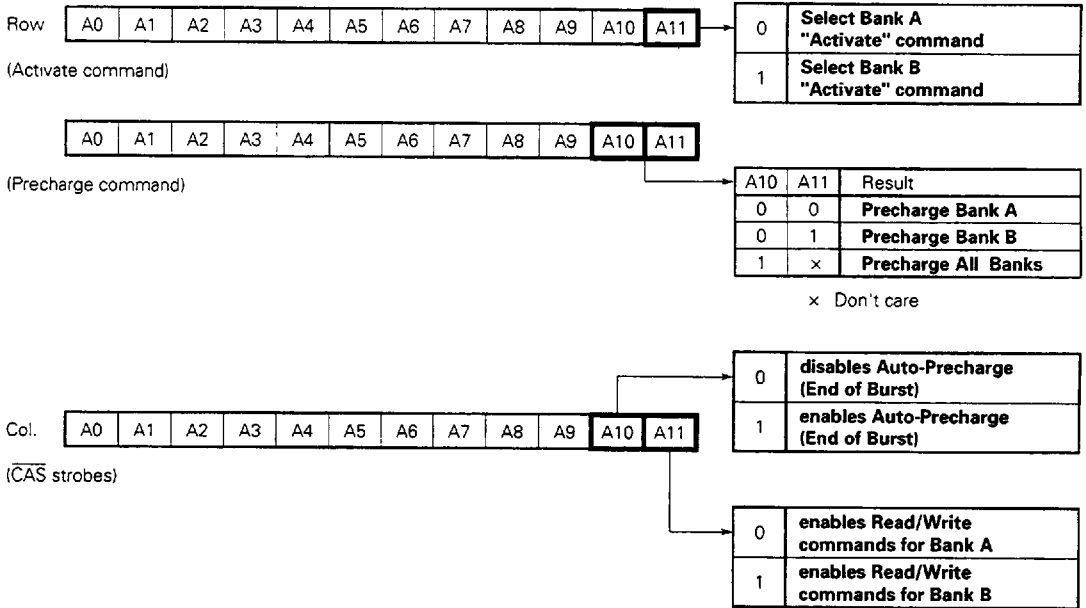 Row A0 A1 A2 A3 A4 A5 A6 A7 A8 A9 A10 A11
0 Select Bank A
"Activate" command
1 Select Bank B
"Activate" command
(Activate command)
A0 A1 A2 A3 A4 A5 A6 A7 A8 A9 A10 A11
(Precharge command)
A10 A11 Result
0 0 Precharge Bank A
0 1 Precharge Bank B
1 × Precharge All Banks
× Don't care
0 disables Auto-Precharge
(End of Burst)
1 enables Auto-Precharge
(End of Burst)
Col. A0 A1 A2 A3 A4 A5 A6 A7 A8 A9 A10 A11
(C̅A̅S̅ strobes)
0 enables Read/Write
commands for Bank A
1 enables Read/Write
commands for Bank B